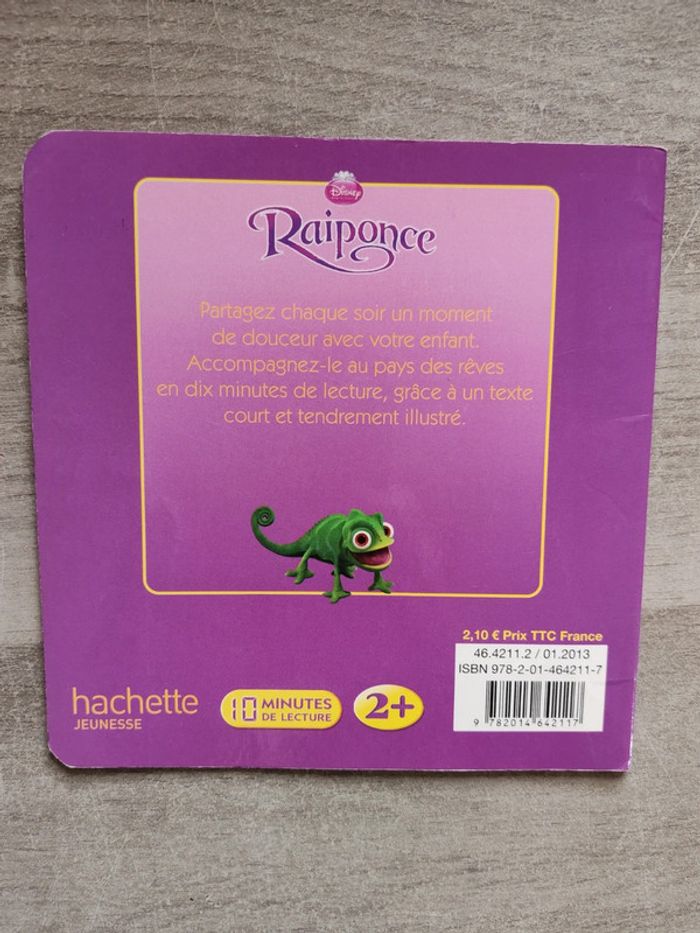 Disney
Raiponce
Partagez chaque soir un moment
de douceur avec votre enfant.
Accompagnez-le au pays des rêves
en dix minutes de lecture, grâce à un texte
court et tendrement illustré.
2,10 € Prix TTC France
46.4211.2 / 01.2013
ISBN 978-2-01-464211-7
9 782014 642117
hachette
JEUNESSE
10 MINUTES
DE LECTURE
2+